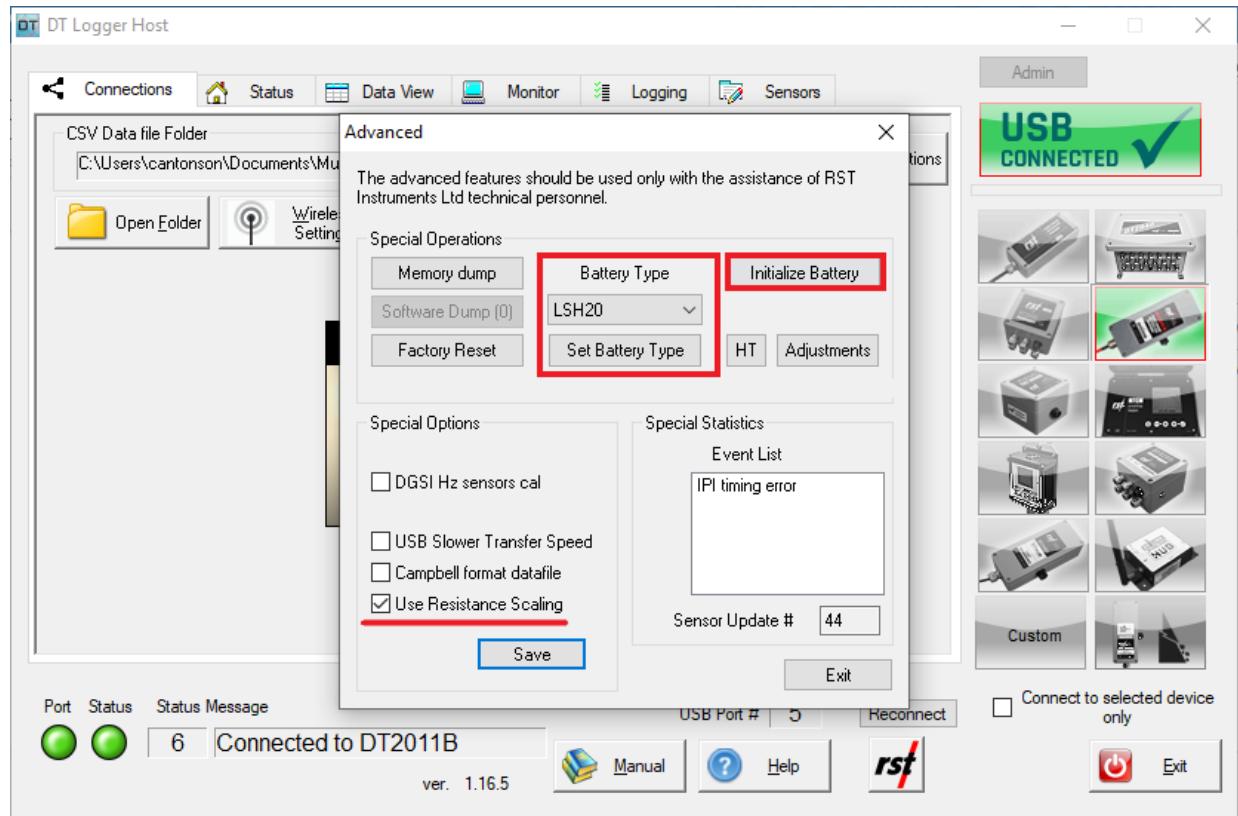 DT Logger Host
Admin
Connections
Status
Data View
Monitor
Logging
Sensors
USB
CONNECTED
CSV Data file Folder
C:\Users\cantonson\Documents\Mu
tions
Open Folder
Wirele
Setting
Advanced
The advanced features should be used only with the assistance of RST
Instruments Ltd technical personnel.
Special Operations
Memory dump
Battery Type
Initialize Battery
Software Dump (0)
LSH20
Factory Reset
Set Battery Type
HT
Adjustments
Special Options
DGSI Hz sensors cal
USB Slower Transfer Speed
Campbell format datafile
Use Resistance Scaling
Save
Special Statistics
Event List
IPI timing error
Sensor Update #
44
Exit
Custom
Connect to selected device
only
Port
Status
Status Message
6
Connected to DT2011B
ver. 1.16.5
USB Port #
5
Reconnect
Manual
Help
rst
Exit